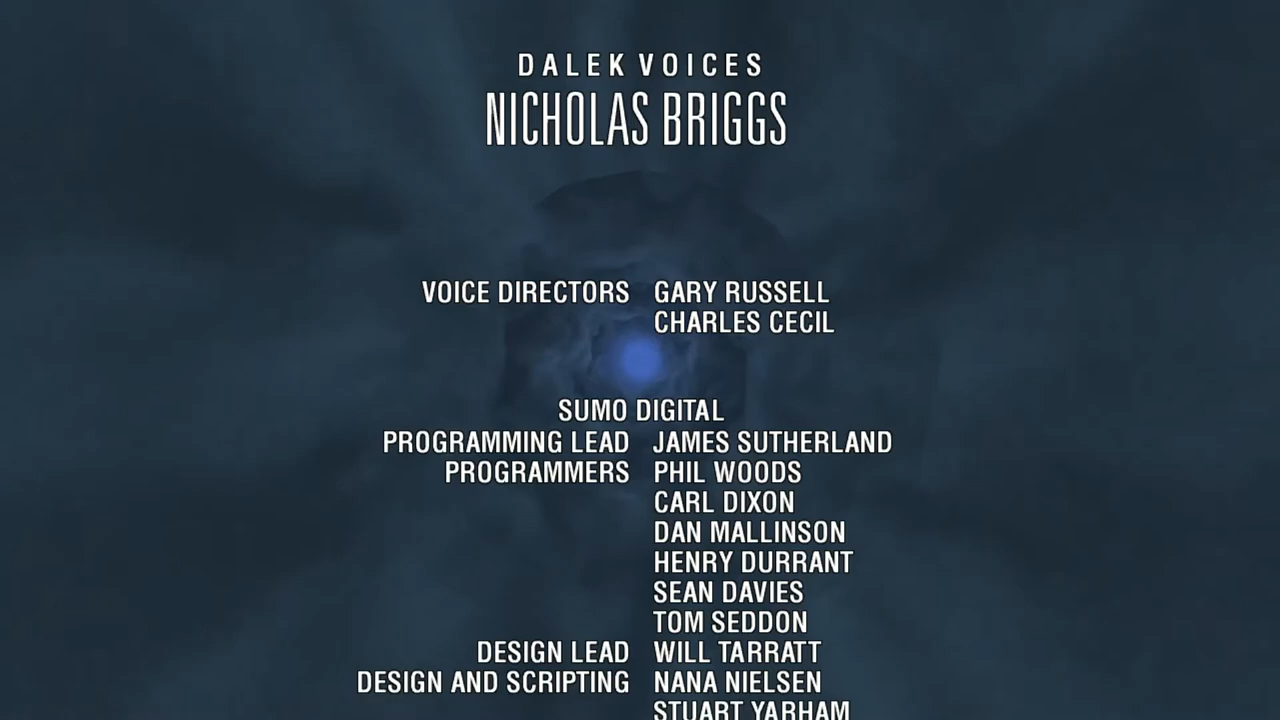 DALEK VOICES
NICHOLAS BRIGGS
VOICE DIRECTORS GARY RUSSELL
CHARLES CECIL
SUMO DIGITAL
PROGRAMMING LEAD JAMES SUTHERLAND
PROGRAMMERS PHIL WOODS
CARL DIXON
DAN MALLINSON
HENRY DURRANT
SEAN DAVIES
TOM SEDDON
DESIGN LEAD WILL TARRATT
DESIGN AND SCRIPTING NANA NIELSEN
STUART YARHAM